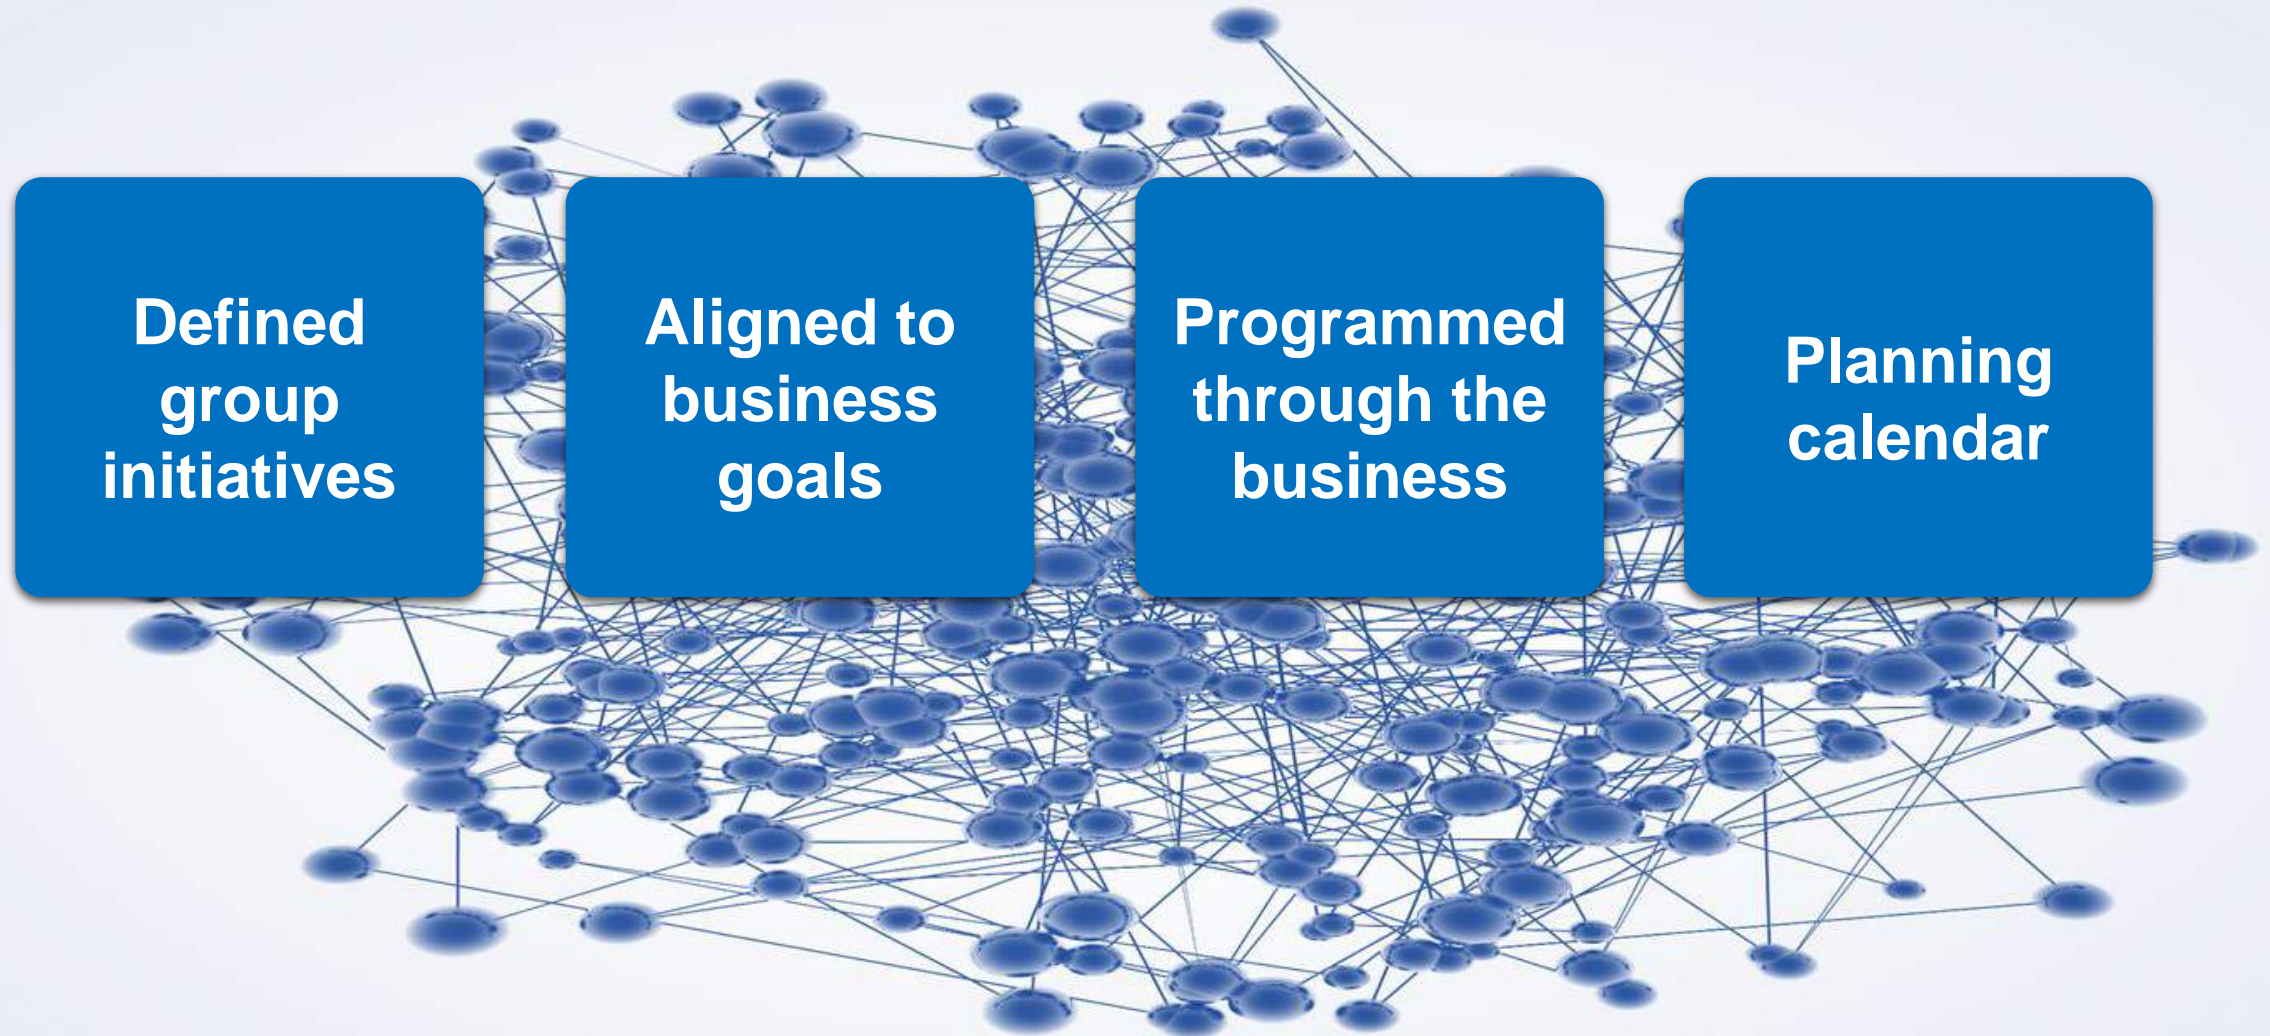 Defined
group
initiatives
Aligned to
business
goals
Programmed
through the
business
Planning
calendar